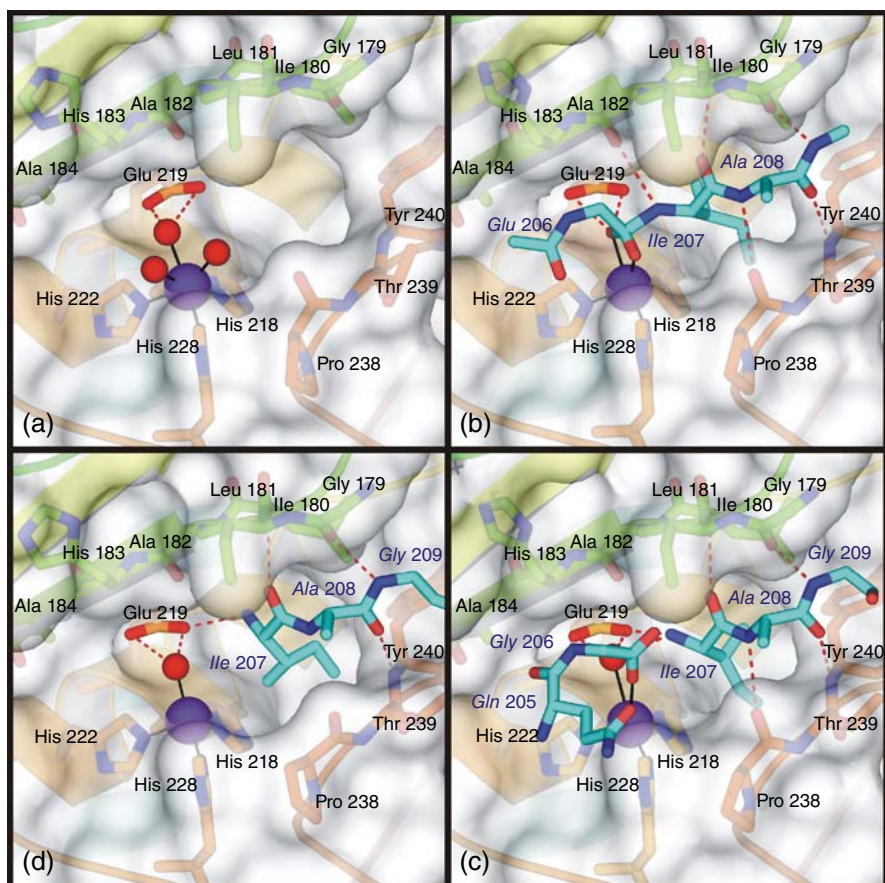 Leu 181
Gly 179
Ile 180
Ala 182
His 183
Ala 184
Glu 219
Tyr 240
Thr 239
His 222
His 218
His 228
Pro 238
(a)
Leu 181
Gly 179
Ile 180
Ala 182
His 183
Ala 184
Ala 208
Glu 219
Glu 206
Ile 207
Tyr 240
Thr 239
His 222
His 218
His 228
Pro 238
(b)
Leu 181
Gly 179
Ile 180
Ala 182
His 183
Gly 209
Ala 184
Ala 208
Glu 219
Ile 207
Tyr 240
Thr 239
His 222
His 218
His 228
Pro 238
(d)
Leu 181
Gly 179
Ile 180
Ala 182
His 183
Gly 209
Ala 184
Ala 208
Glu 219
Gly 206
Ile 207
Tyr 240
Gln 205
Thr 239
His 222
His 218
His 228
Pro 238
(c)